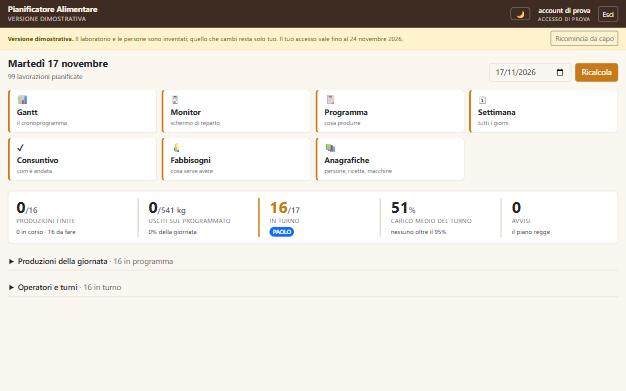 Pianificatore Alimentare
VERSIONE DIMOSTRATIVA
account di prova
ACCESSO DI PROVA
Esci
Versione dimostrativa. Il laboratorio e le persone sono inventati; quello che cambi resta solo tuo. Il tuo accesso sale fino al 24 novembre 2026.
Ricomincia da capo
Martedì 17 novembre
99 lavorazioni pianificate
17/11/2026
Ricalcola
Gantt
il cronoprogramma
Monitor
schermo di reparto
Programma
cosa produrre
Settimana
tutti i giorni
Consuntivo
com'è andata
Fabbisogni
cosa serve avere
Anagrafiche
persone, ricette, macchine
0/16
PRODUZIONI FINITE
0 in corso · 16 da fare
0/541 kg
USCITI SUL PROGRAMMATO
0% della giornata
16/17
IN TURNO
PAOLO
51%
CARICO MEDIO DEL TURNO
nessuno oltre il 95%
0
AVVISI
il piano regge
Produzioni della giornata · 16 in programma
Operatori e turni · 16 in turno